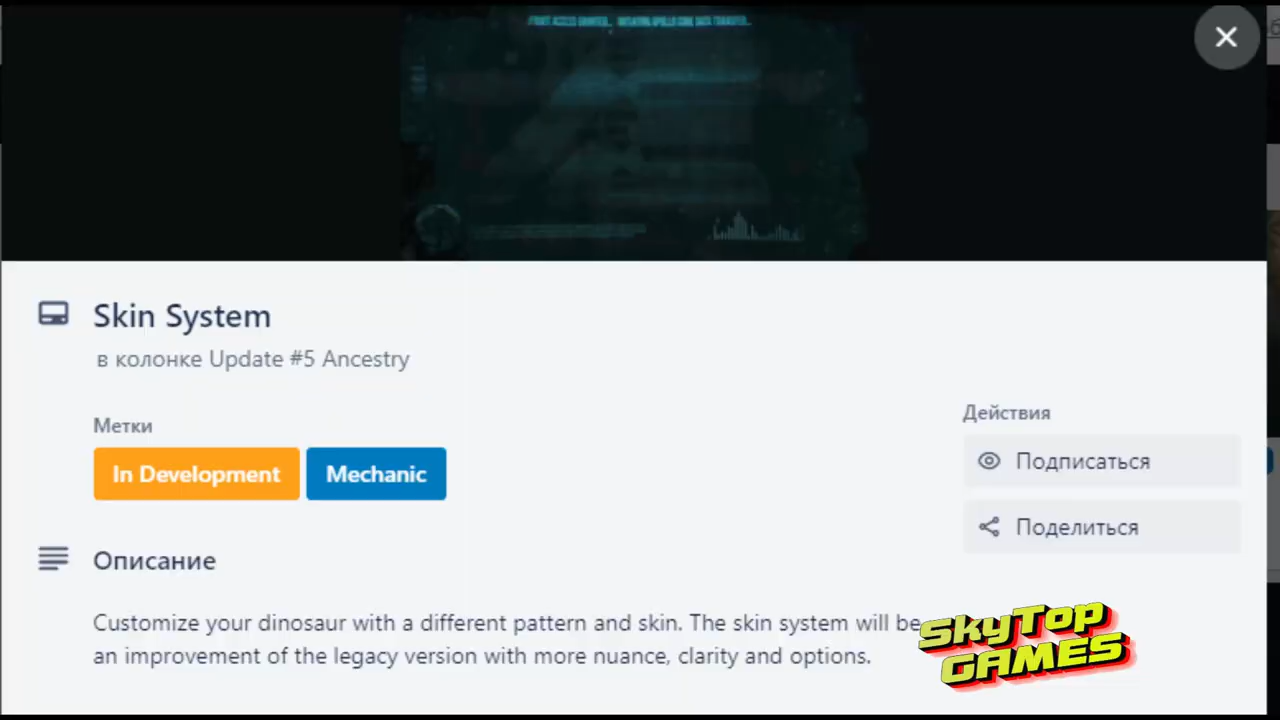 Skin System
в колонке Update #5 Ancestry
Метки
In Development Mechanic
Действия
Подписаться
Поделиться
Описание
Customize your dinosaur with a different pattern and skin. The skin system will be
an improvement of the legacy version with more nuance, clarity and options.
SkyTop
GAMES